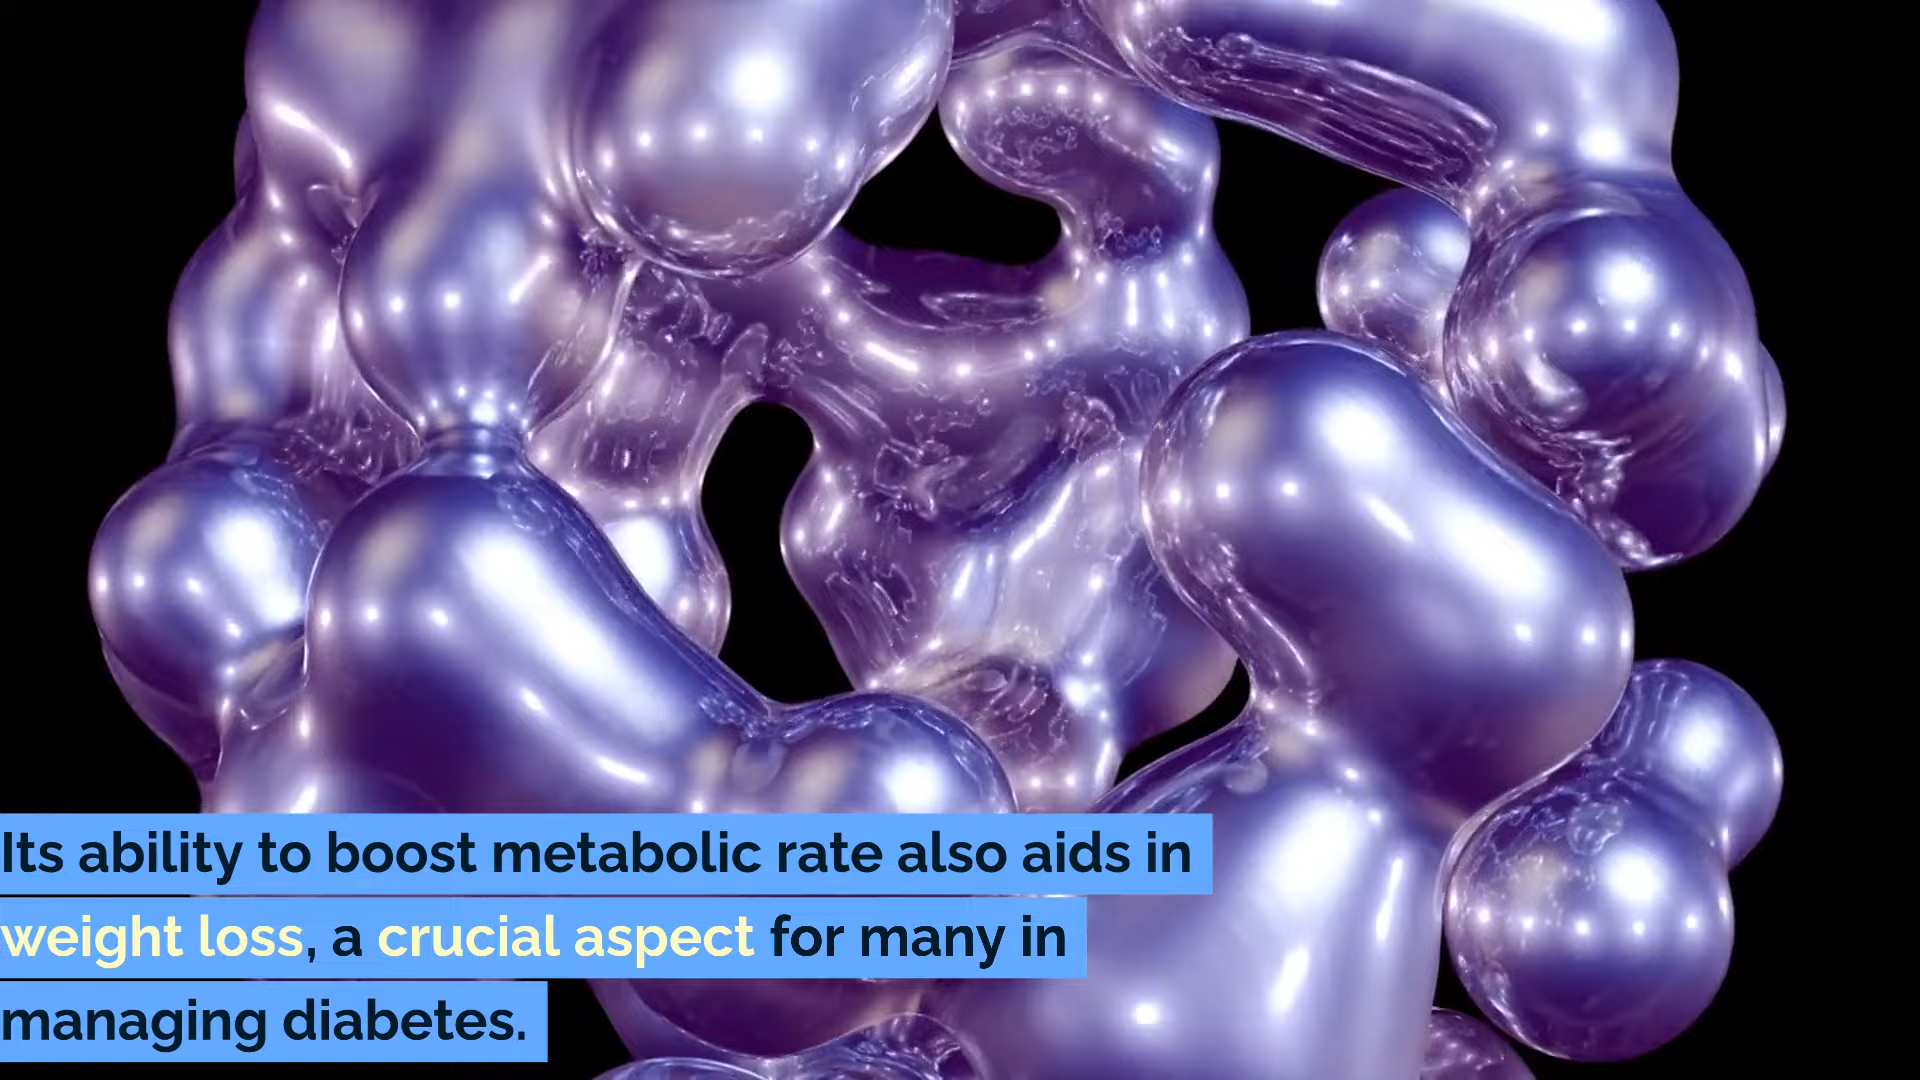 Its ability to boost metabolic rate also aids in
weight loss, a crucial aspect for many in
managing diabetes.